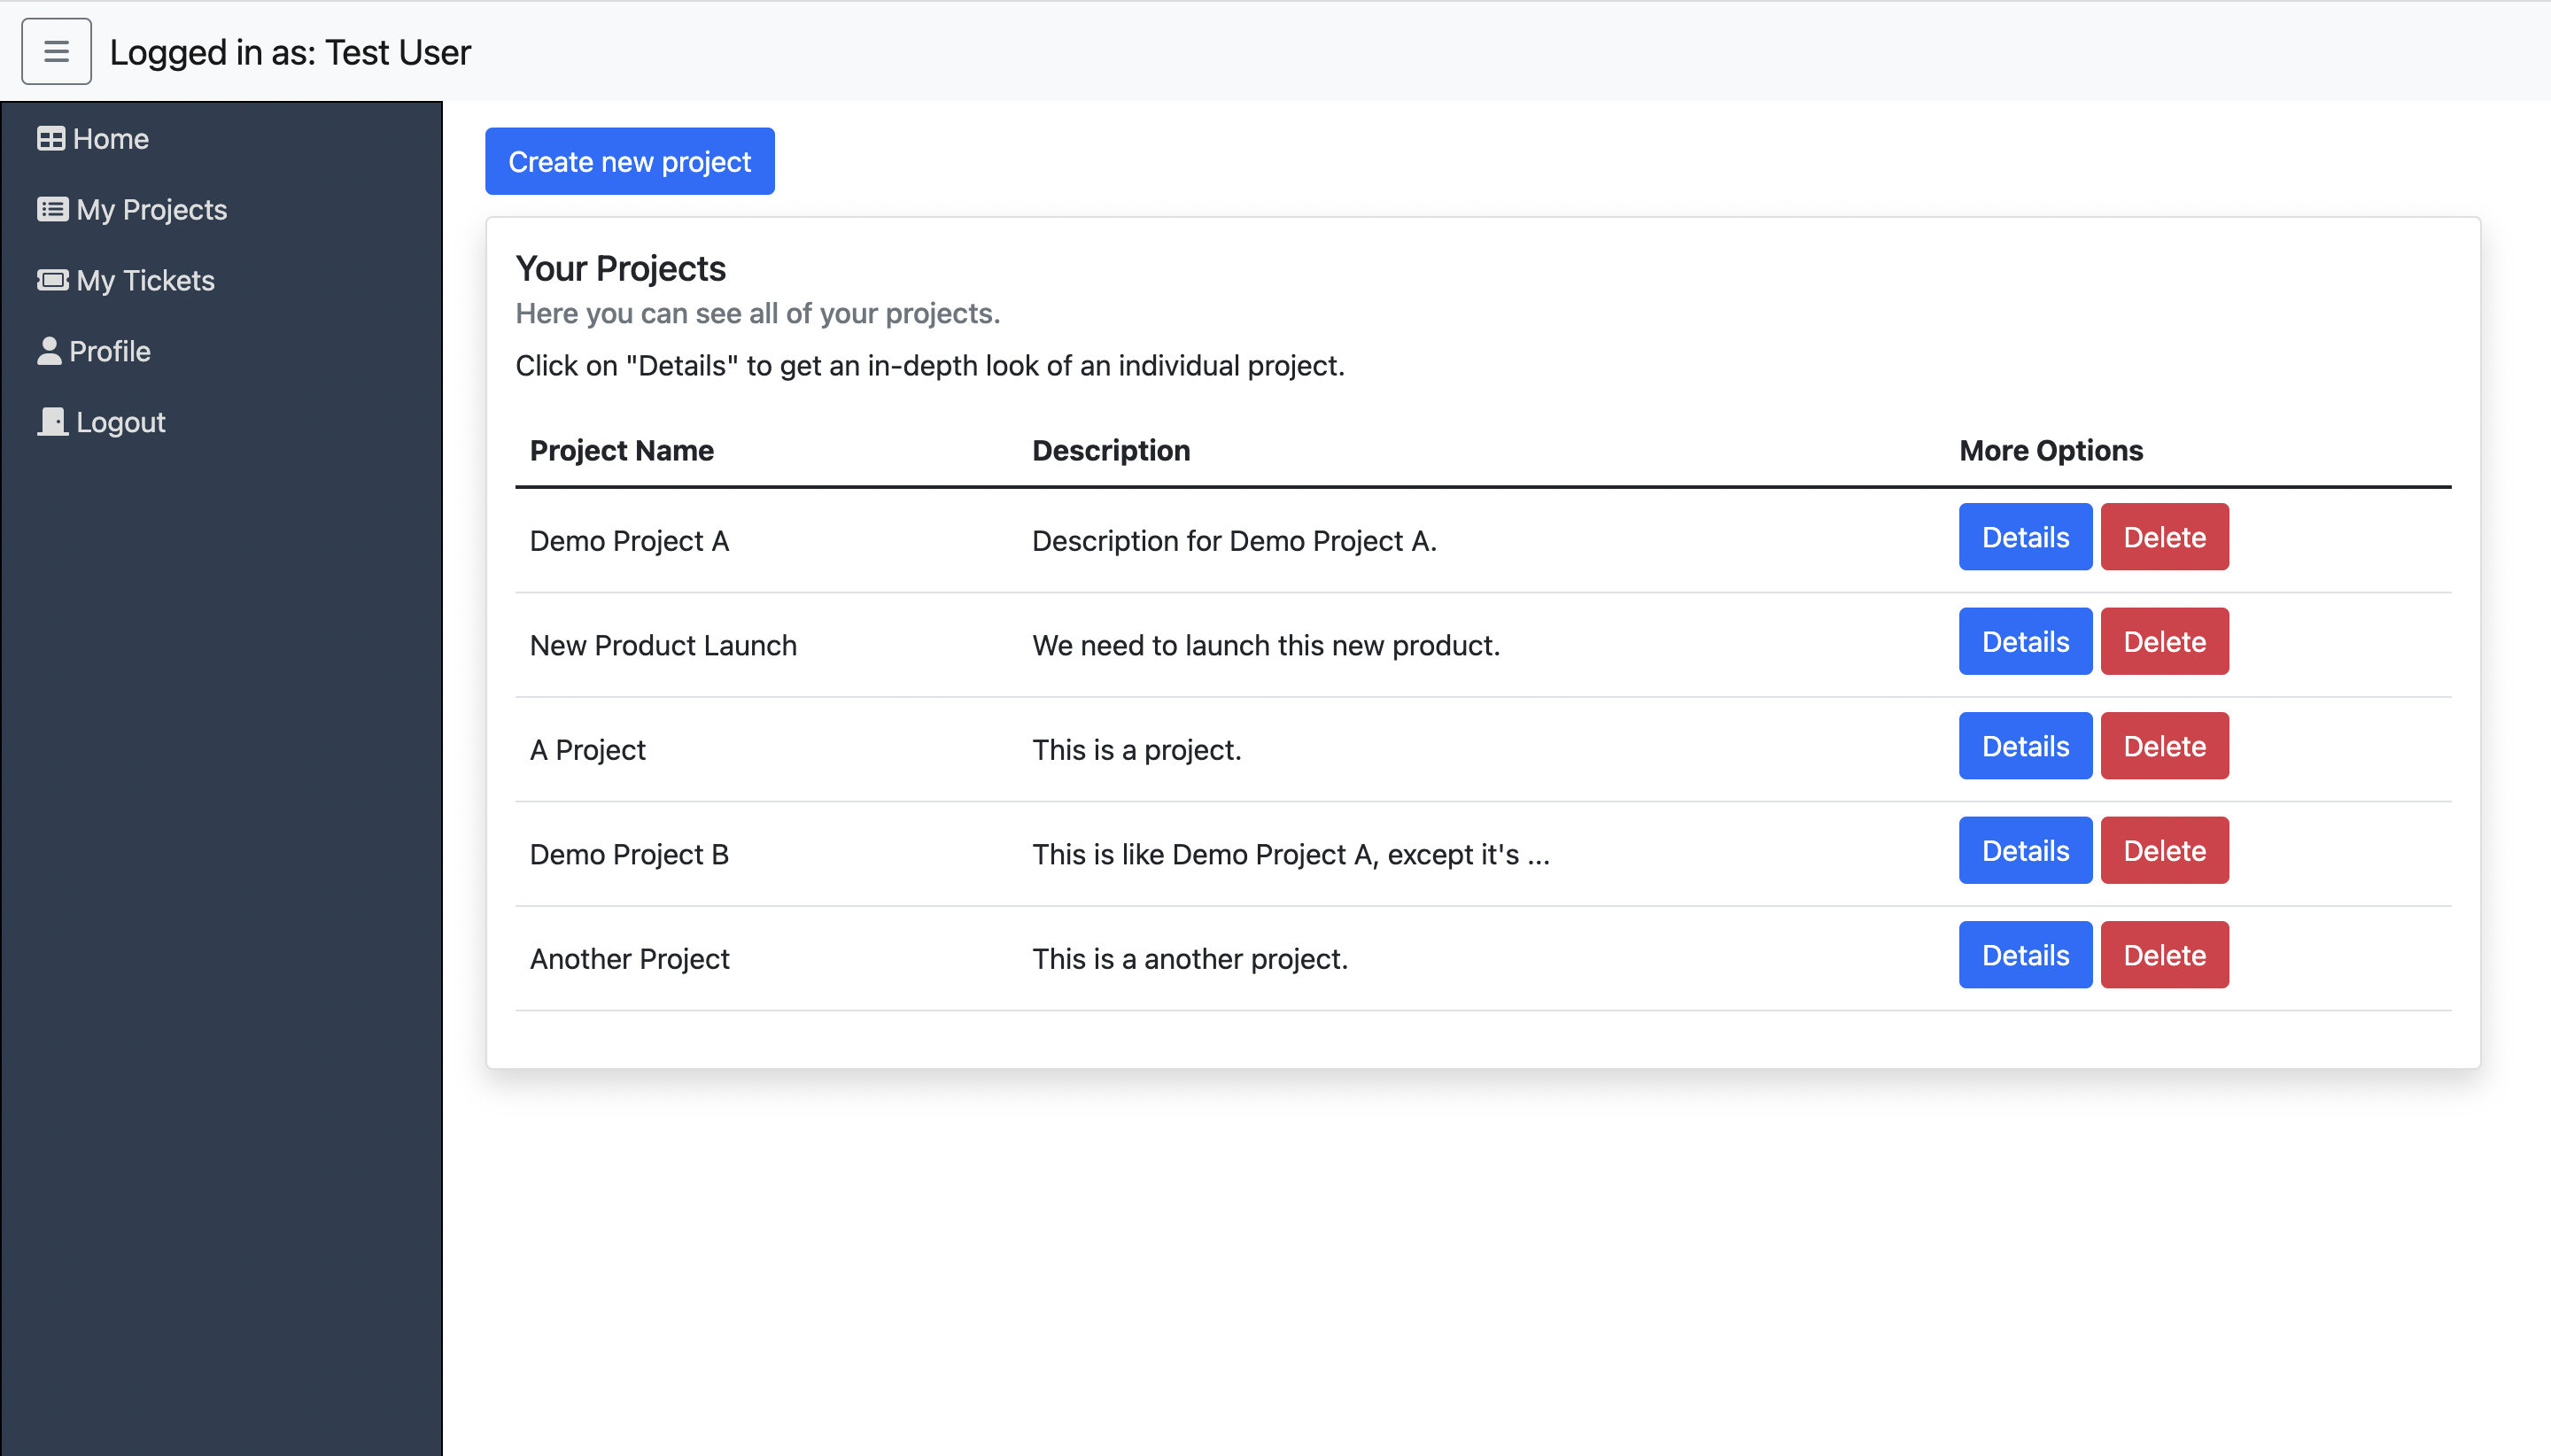 Logged in as: Test User
Home
My Projects
My Tickets
Profile
Logout
Create new project
Your Projects
Here you can see all of your projects.
Click on "Details" to get an in-depth look of an individual project.
Project Name Description More Options
Demo Project A Description for Demo Project A. Details Delete
New Product Launch We need to launch this new product. Details Delete
A Project This is a project. Details Delete
Demo Project B This is like Demo Project A, except it's ... Details Delete
Another Project This is a another project. Details Delete